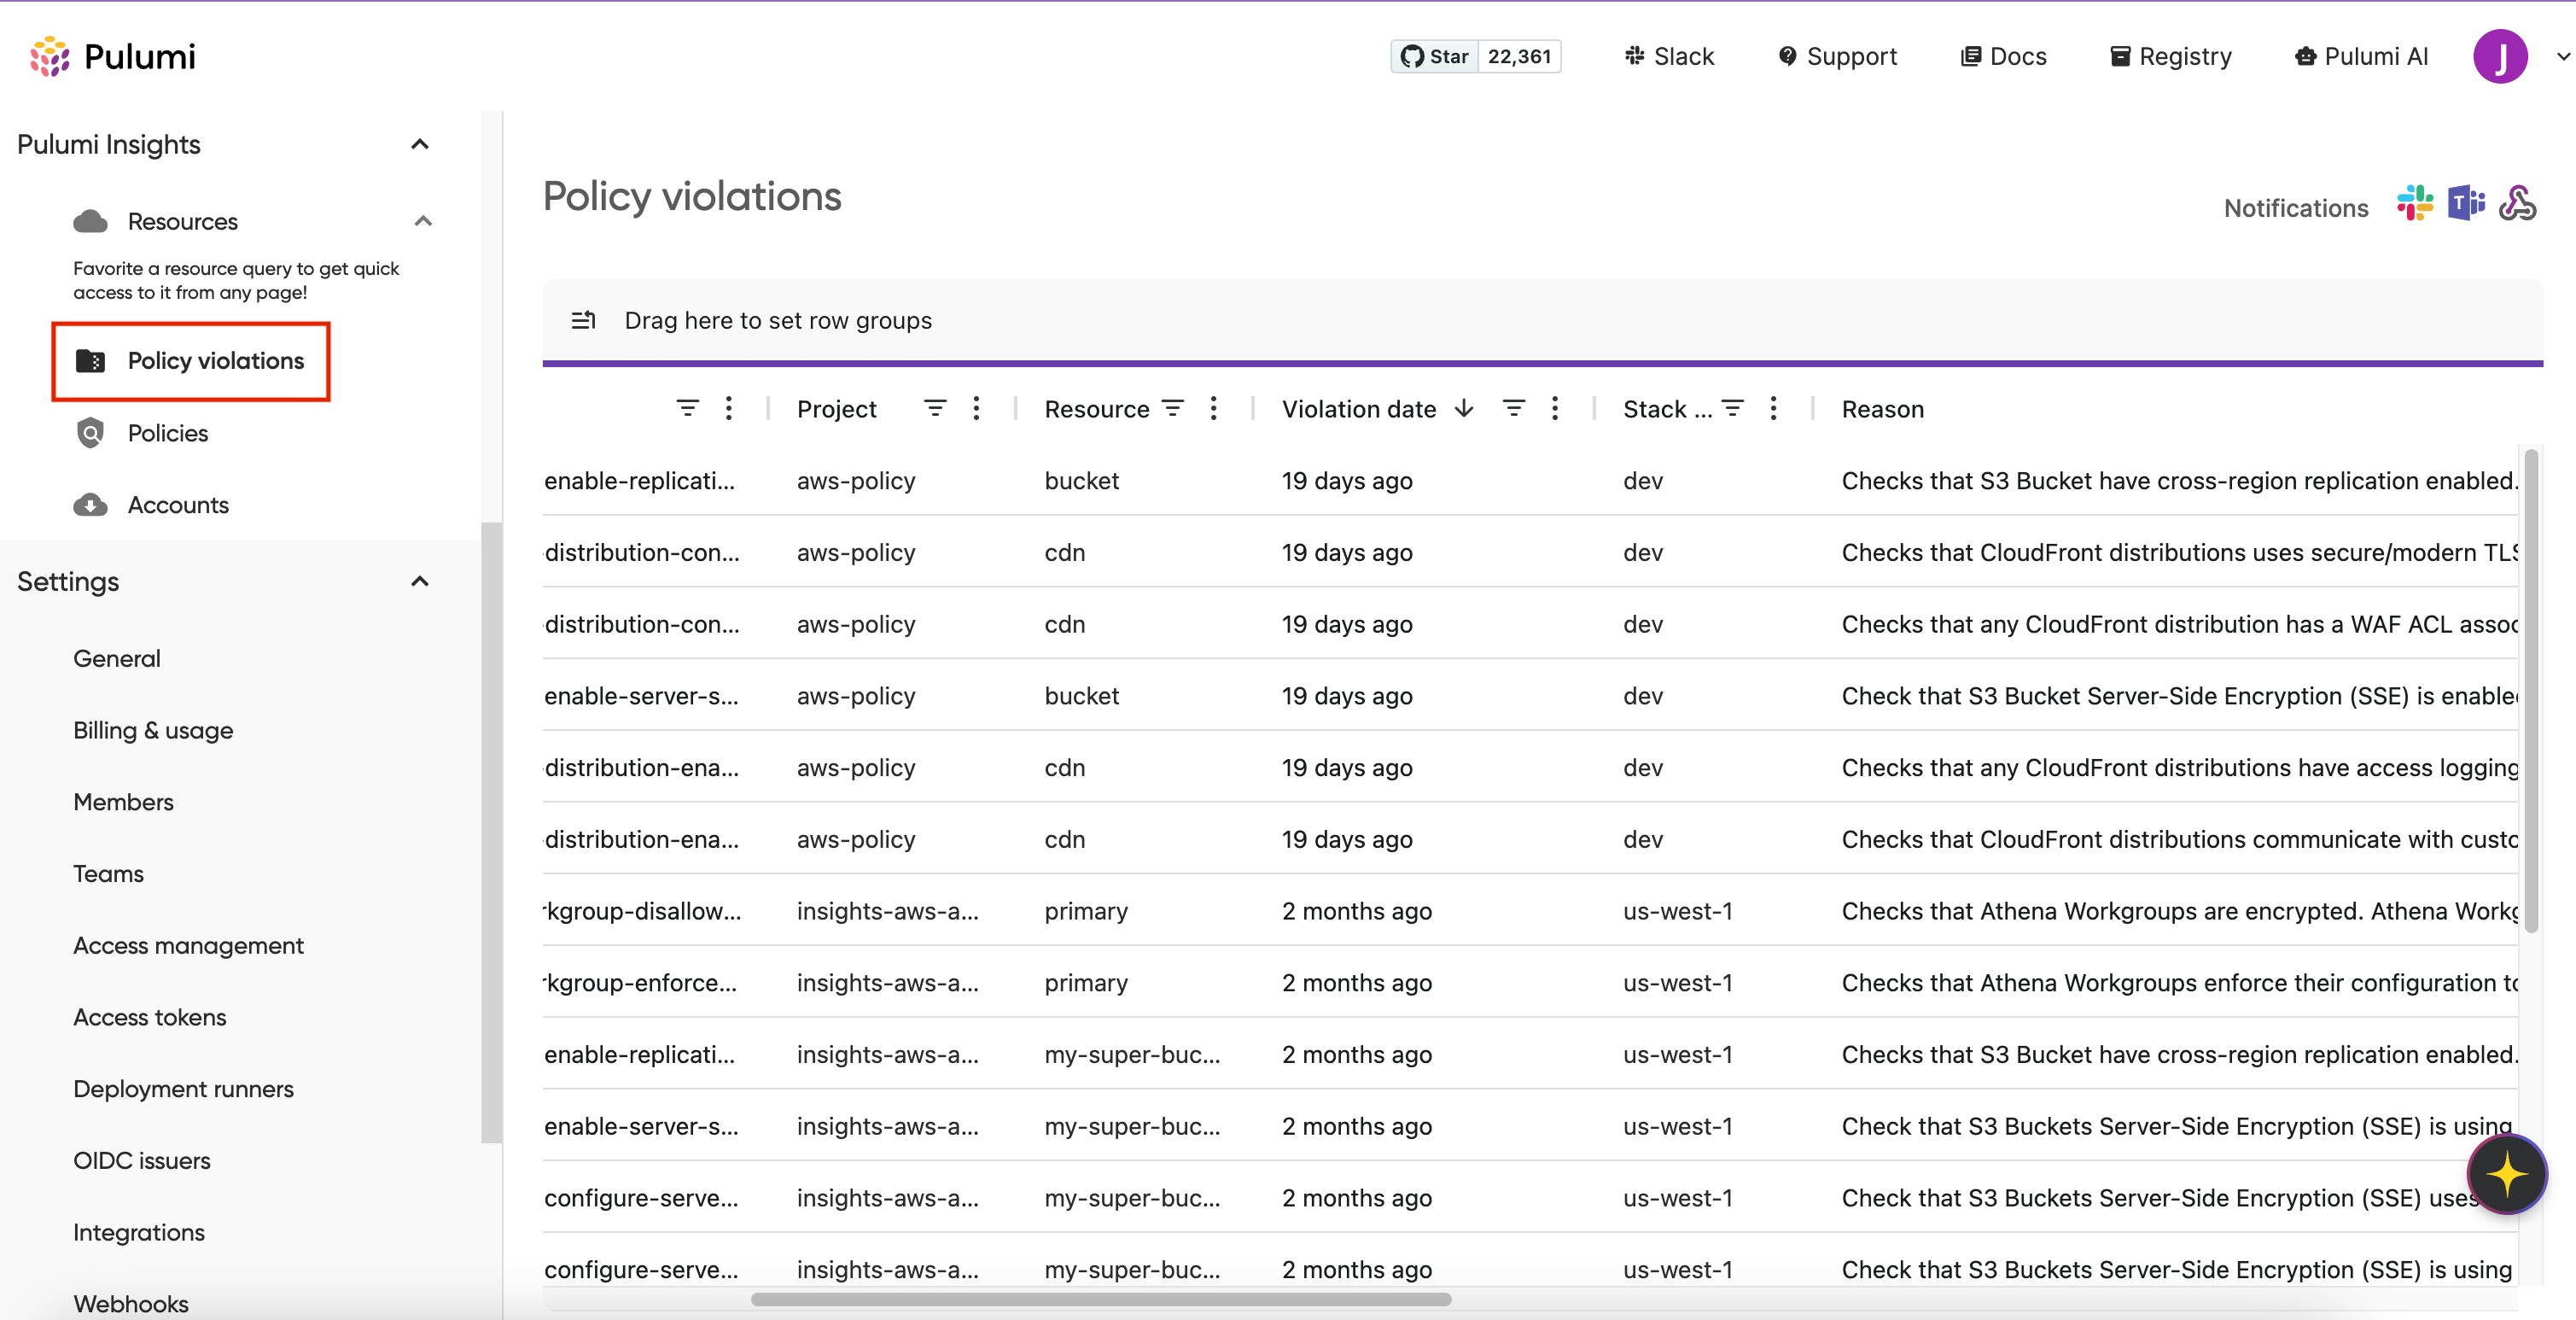 Pulumi
Star 22,361
Slack
Support
Docs
Registry
Pulumi AI
J
Pulumi Insights
Resources
Favorite a resource query to get quick
access to it from any page!
Policy violations
Policies
Accounts
Settings
General
Billing & usage
Members
Teams
Access management
Access tokens
Deployment runners
OIDC issuers
Integrations
Webhooks
Policy violations
Notifications
T
Drag here to set row groups
Project Resource Violation date Stack ... Reason
enable-replicati... aws-policy bucket 19 days ago dev Checks that S3 Bucket have cross-region replication enabled.
-distribution-con... aws-policy cdn 19 days ago dev Checks that CloudFront distributions uses secure/modern TLS
-distribution-con... aws-policy cdn 19 days ago dev Checks that any CloudFront distribution has a WAF ACL assoc
enable-server-s... aws-policy bucket 19 days ago dev Check that S3 Bucket Server-Side Encryption (SSE) is enable
-distribution-ena... aws-policy cdn 19 days ago dev Checks that any CloudFront distributions have access logging
-distribution-ena... aws-policy cdn 19 days ago dev Checks that CloudFront distributions communicate with custo
rkgroup-disallow... insights-aws-a... primary 2 months ago us-west-1 Checks that Athena Workgroups are encrypted. Athena Workg
rkgroup-enforce... insights-aws-a... primary 2 months ago us-west-1 Checks that Athena Workgroups enforce their configuration to
enable-replicati... insights-aws-a... my-super-buc... 2 months ago us-west-1 Checks that S3 Bucket have cross-region replication enabled.
enable-server-s... insights-aws-a... my-super-buc... 2 months ago us-west-1 Check that S3 Buckets Server-Side Encryption (SSE) is using
configure-serve... insights-aws-a... my-super-buc... 2 months ago us-west-1 Check that S3 Buckets Server-Side Encryption (SSE) uses
configure-serve... insights-aws-a... my-super-buc... 2 months ago us-west-1 Check that S3 Buckets Server-Side Encryption (SSE) is using